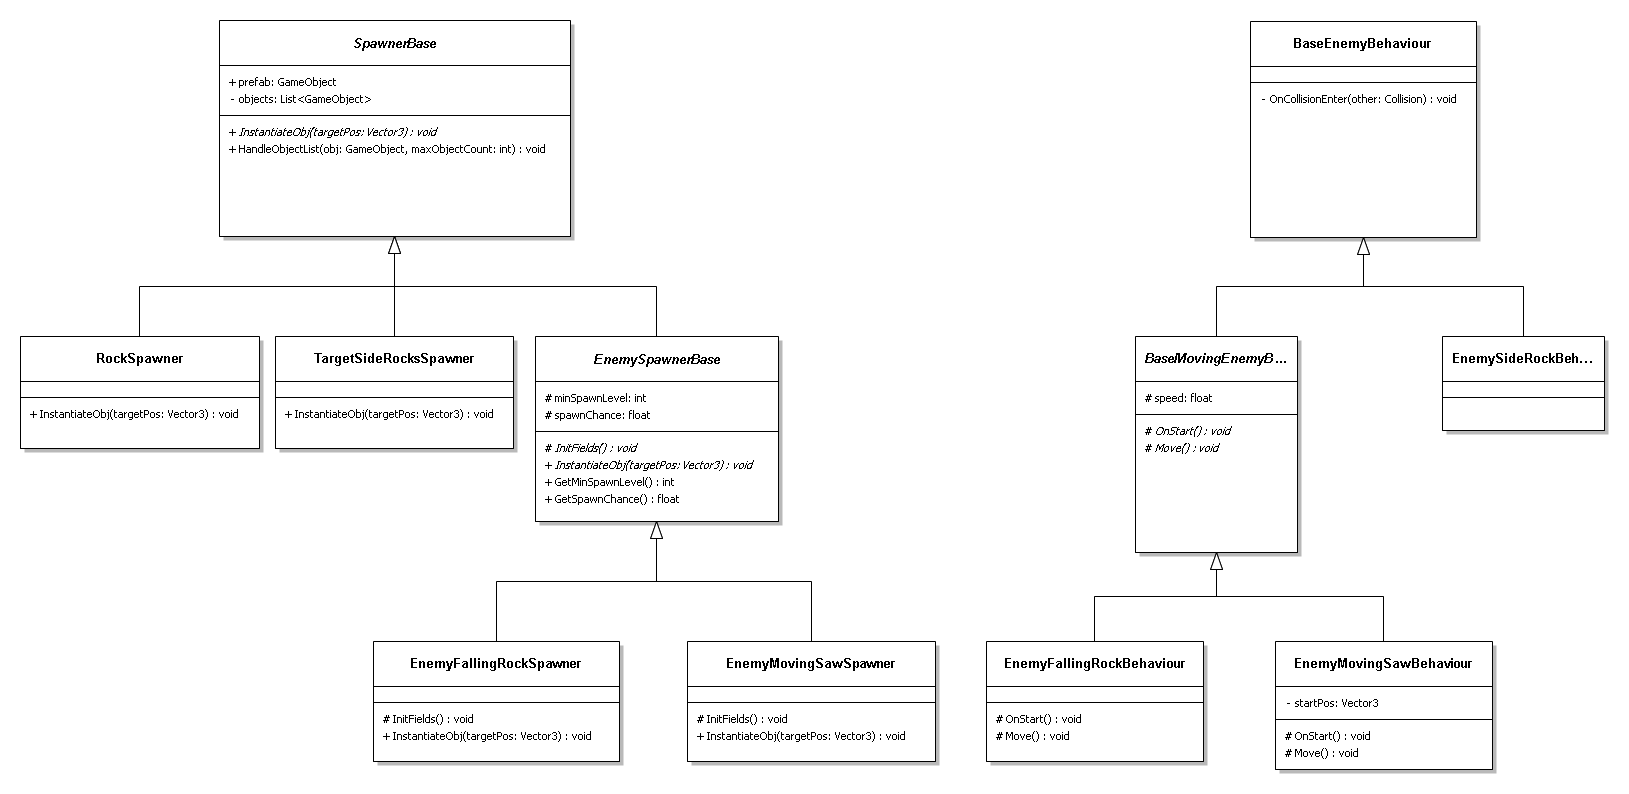 SpawnerBase
+ prefab: GameObject
- objects: List<GameObject>
+ InstantiateObj(targetPos: Vector3) : void
+ HandleObjectList(obj: GameObject, maxObjectCount: int) : void
BaseEnemyBehaviour
- OnCollisionEnter(other: Collision) : void
RockSpawner
+ InstantiateObj(targetPos: Vector3) : void
TargetSideRocksSpawner
+ InstantiateObj(targetPos: Vector3) : void
EnemySpawnerBase
# minSpawnLevel: int
# spawnChance: float
# InitFields() : void
+ InstantiateObj(targetPos: Vector3) : void
+ GetMinSpawnLevel() : int
+ GetSpawnChance() : float
BaseMovingEnemyB...
# speed: float
# OnStart() : void
# Move() : void
EnemySideRockBeh...
EnemyFallingRockSpawner
# InitFields() : void
+ InstantiateObj(targetPos: Vector3) : void
EnemyMovingSawSpawner
# InitFields() : void
+ InstantiateObj(targetPos: Vector3) : void
EnemyFallingRockBehaviour
# OnStart() : void
# Move() : void
EnemyMovingSawBehaviour
- startPos: Vector3
# OnStart() : void
# Move() : void